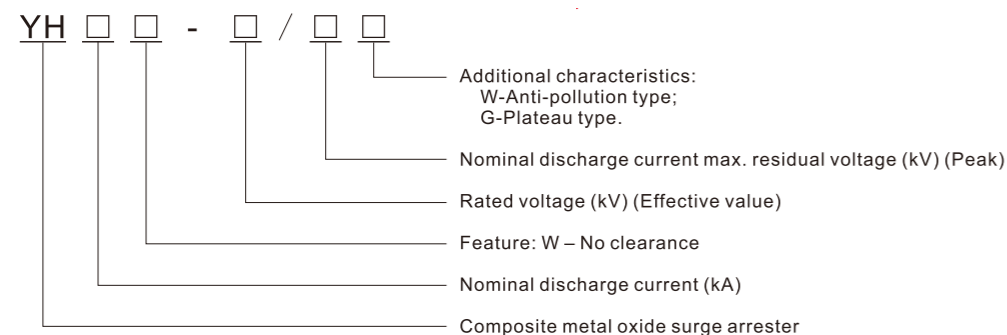 YH □ □ - □ / □ □
Additional characteristics:
W-Anti-pollution type;
G-Plateau type.
Nominal discharge current max. residual voltage (kV) (Peak)
Rated voltage (kV) (Effective value)
Feature: W – No clearance
Nominal discharge current (kA)
Composite metal oxide surge arrester